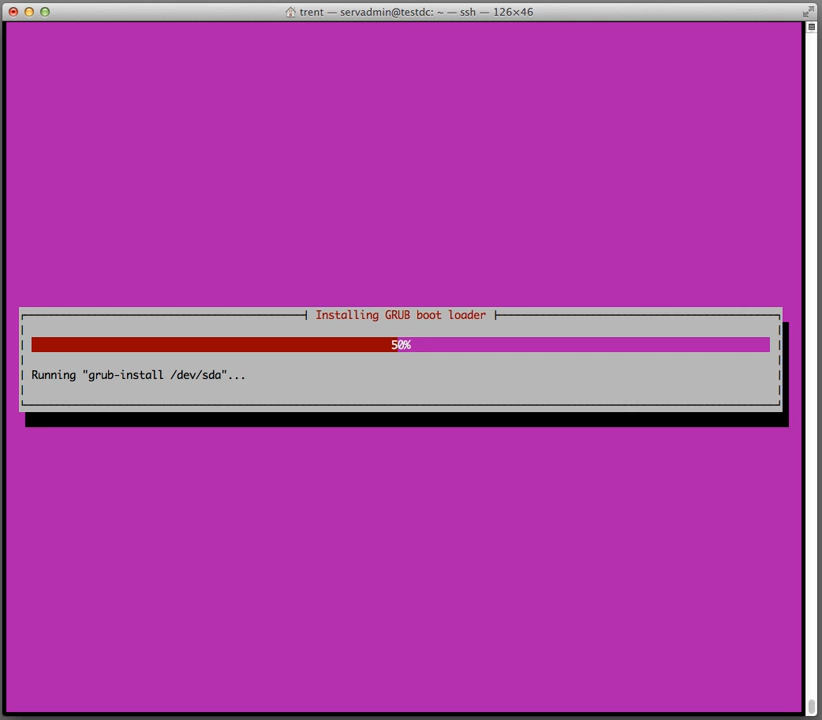 trent — servadmin@testdc: ~ — ssh — 126×46
Installing GRUB boot loader
50%
Running "grub-install /dev/sda"...